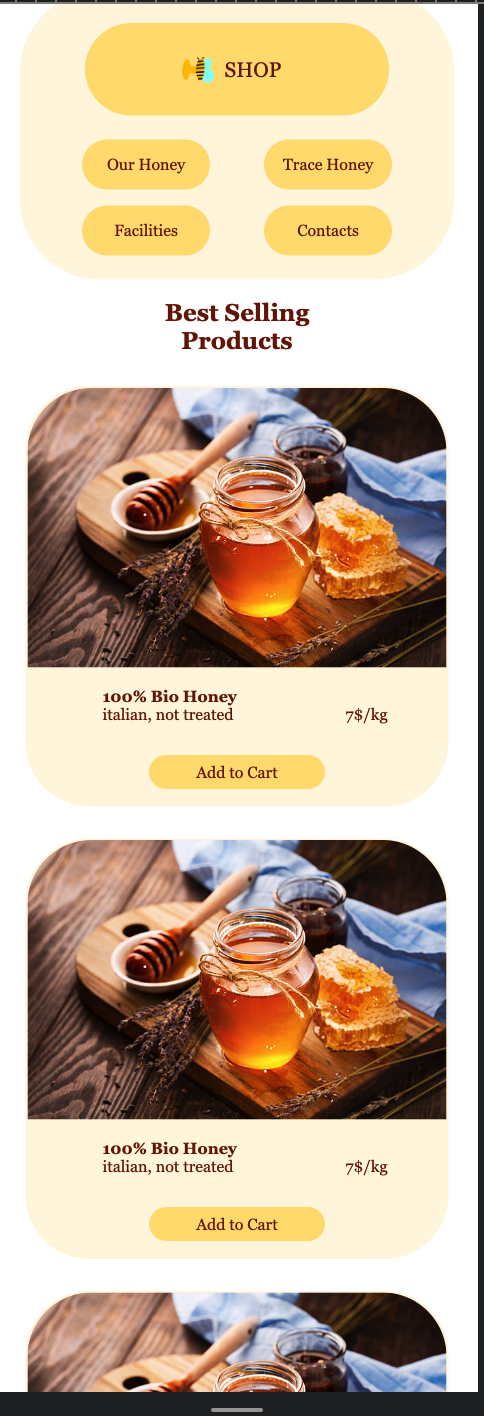 SHOP
Our Honey
Trace Honey
Facilities
Contacts
Best Selling
Products
100% Bio Honey
italian, not treated
7$/kg
Add to Cart
100% Bio Honey
italian, not treated
7$/kg
Add to Cart